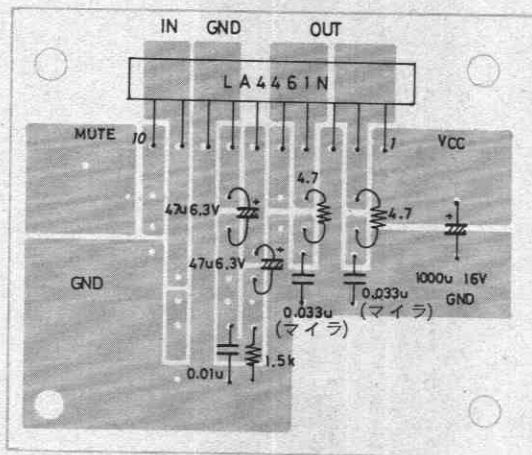 IN GND OUT
LA4461N
MUTE 10 1 VCC
4.7
47u6.3V 4.7
47u6.3V
1000u 16V
GND GND
0.033u 0.033u
(マイラ) (マイラ)
0.01u 1.5k